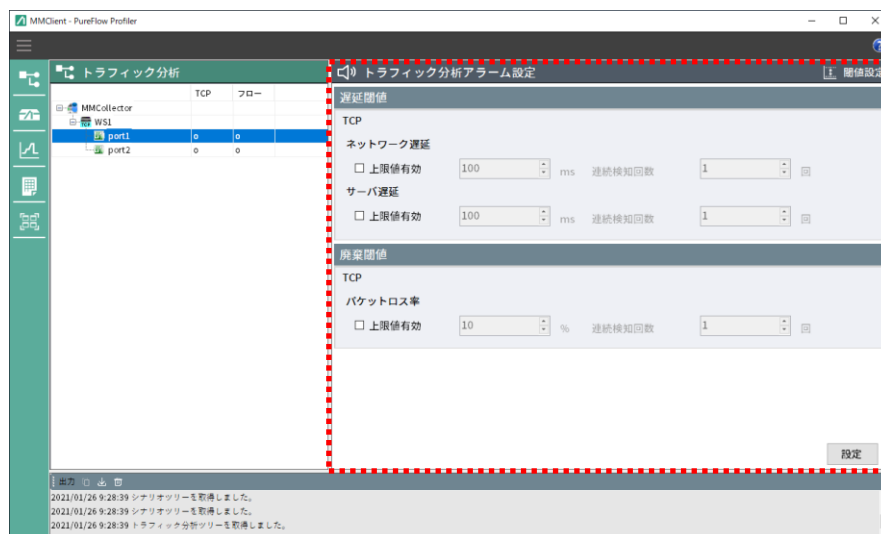 MMClient - PureFlow Profiler
トラフィック分析
TCP フロー
MMCollector
WS1
port1 o o
port2 o o
トラフィック分析アラーム設定 閾値設定
遅延閾値
TCP
ネットワーク遅延
上限値有効 100 ms 連続検知回数 1 回
サーバ遅延
上限値有効 100 ms 連続検知回数 1 回
廃棄閾値
TCP
パケットロス率
上限値有効 10 % 連続検知回数 1 回
設定
出力
2021/01/26 9:28:39 シナリオツリーを取得しました。
2021/01/26 9:28:39 シナリオツリーを取得しました。
2021/01/26 9:28:39 トラフィック分析ツリーを取得しました。